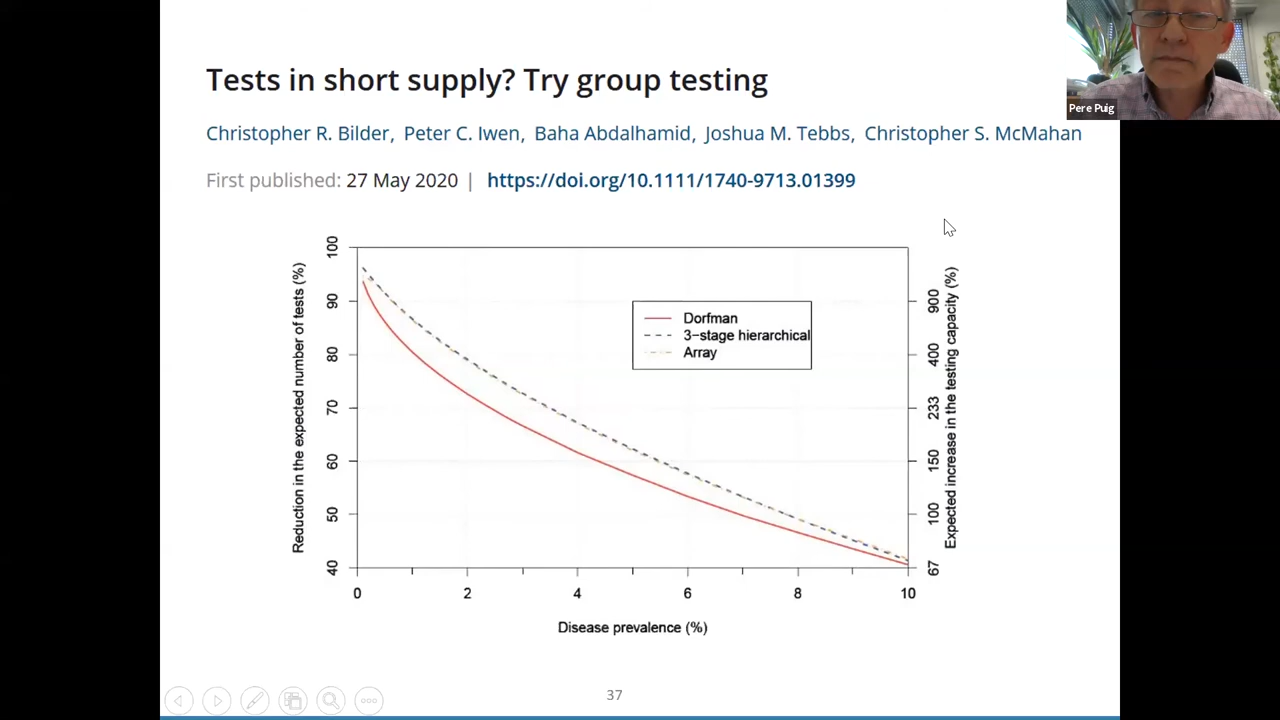 Tests in short supply? Try group testing
Pere Puig
Christopher R. Bilder, Peter C. Iwen, Baha Abdalhamid, Joshua M. Tebbs, Christopher S. McMahan
First published: 27 May 2020 | https://doi.org/10.1111/1740-9713.01399
Reduction in the expected number of tests (%)
100
90
80
70
60
50
40
Dorfman
3−stage hierarchical
Array
900
400
233
150
100
67
Expected increase in the testing capacity (%)
0 2 4 6 8 10
Disease prevalence (%)
37